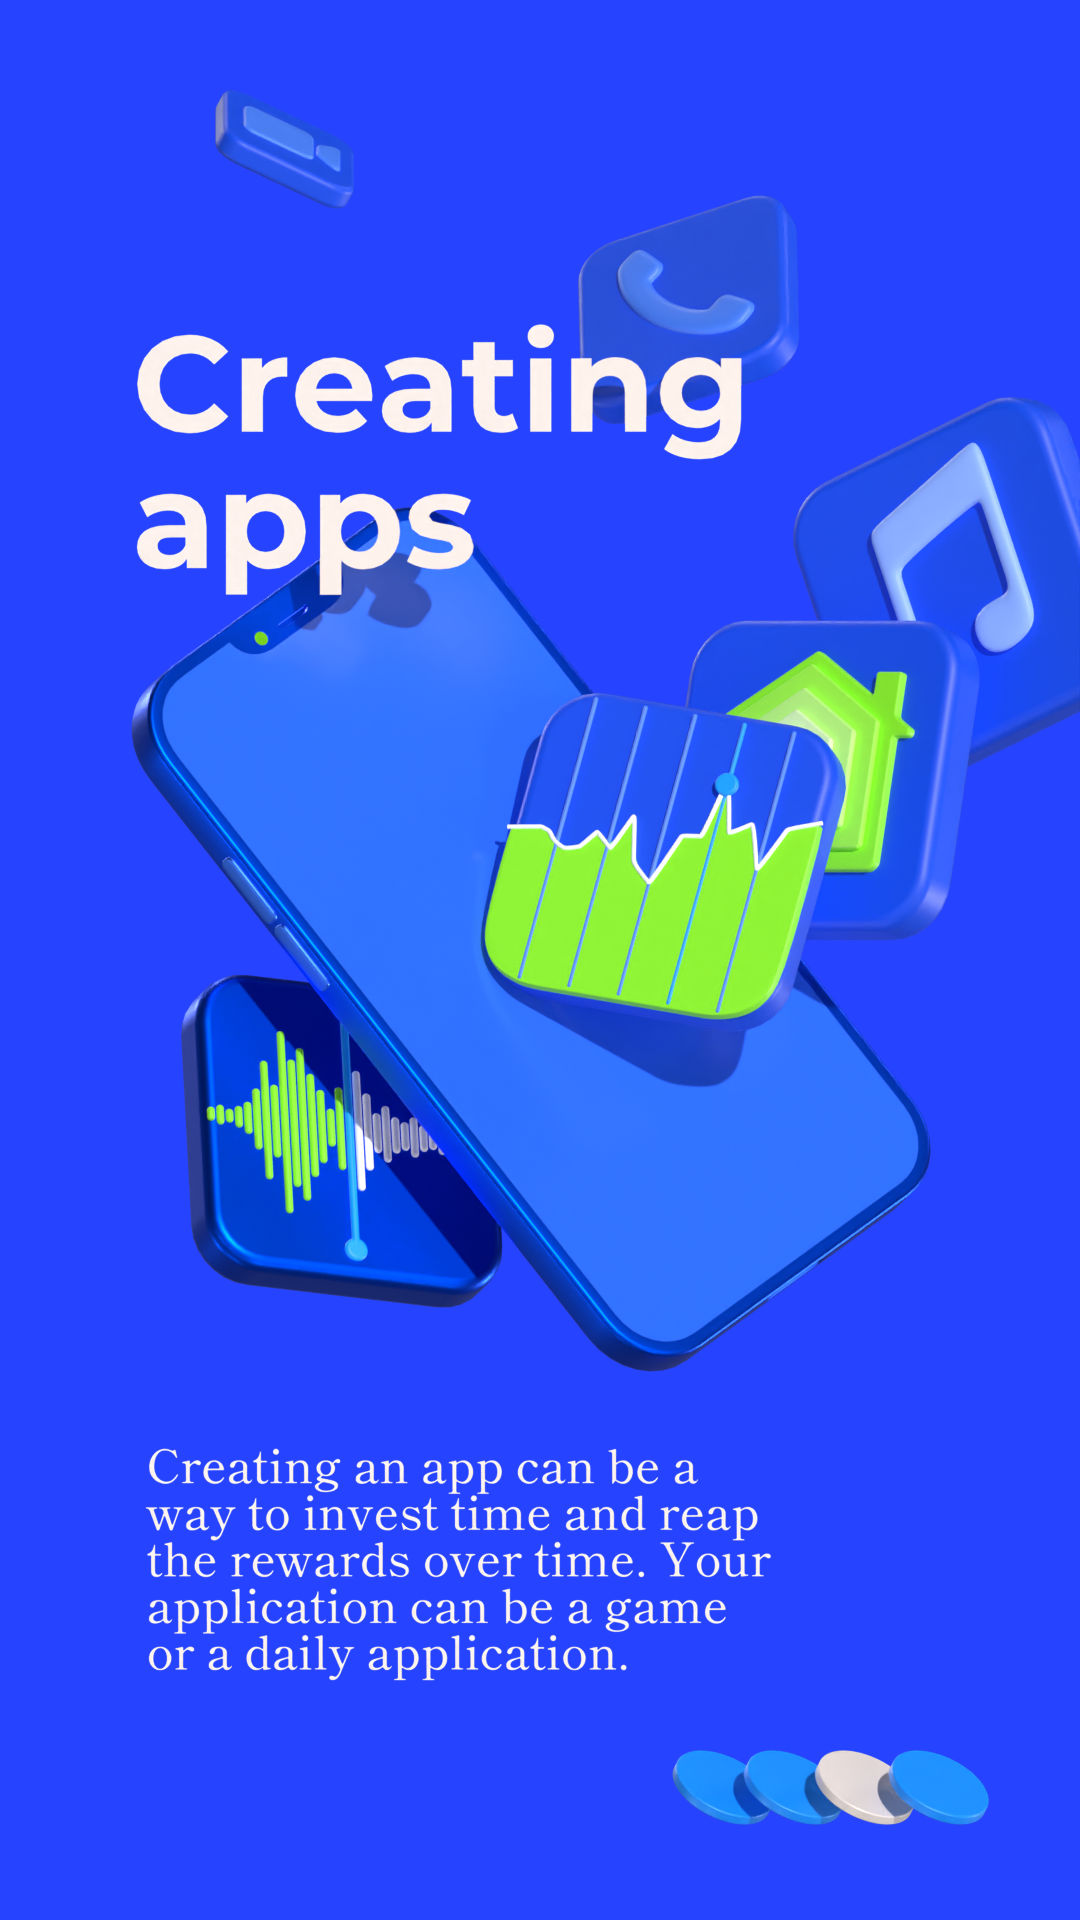 Creating
apps
Creating an app can be a
way to invest time and reap
the rewards over time. Your
application can be a game
or a daily application.